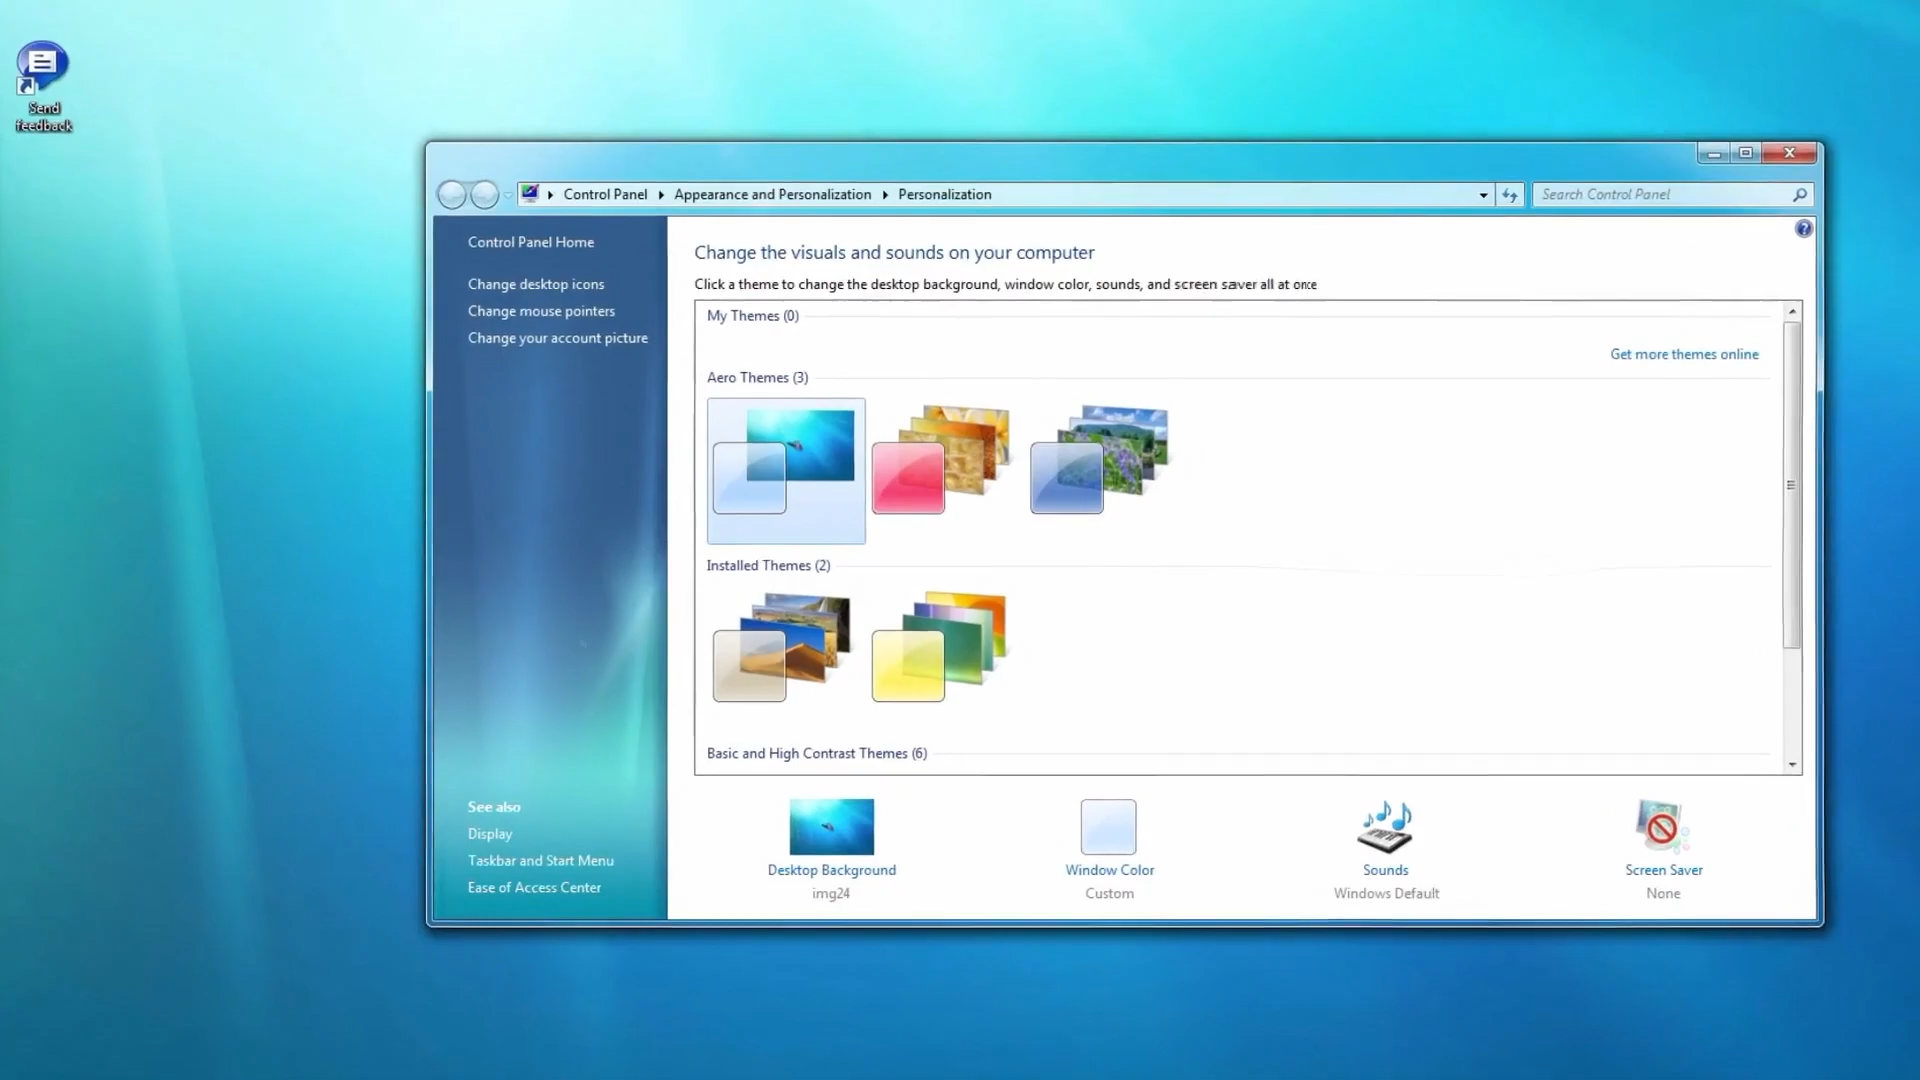 Send
feedback
Control Panel
Appearance and Personalization
Personalization
Search Control Panel
Control Panel Home
Change desktop icons
Change mouse pointers
Change your account picture
Change the visuals and sounds on your computer
Click a theme to change the desktop background, window color, sounds, and screen saver all at once
My Themes (0)
Get more themes online
Aero Themes (3)
Installed Themes (2)
Basic and High Contrast Themes (6)
See also
Display
Taskbar and Start Menu
Ease of Access Center
Desktop Background
img24
Window Color
Custom
Sounds
Windows Default
Screen Saver
None